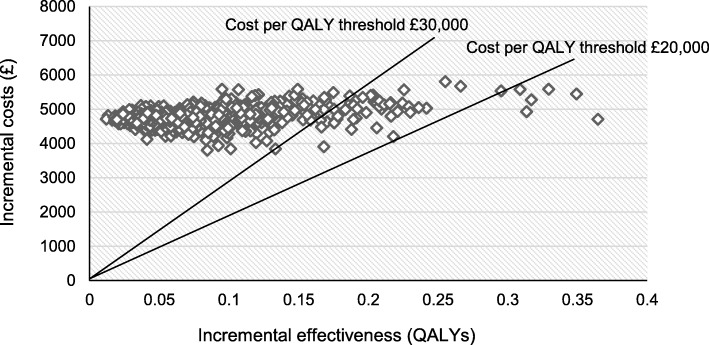 8000
7000
6000
5000
4000
3000
2000
1000
0
Incremental costs (£)
Cost per QALY threshold £30,000
Cost per QALY threshold £20,000
0 0.05 0.1 0.15 0.2 0.25 0.3 0.35 0.4
Incremental effectiveness (QALYs)